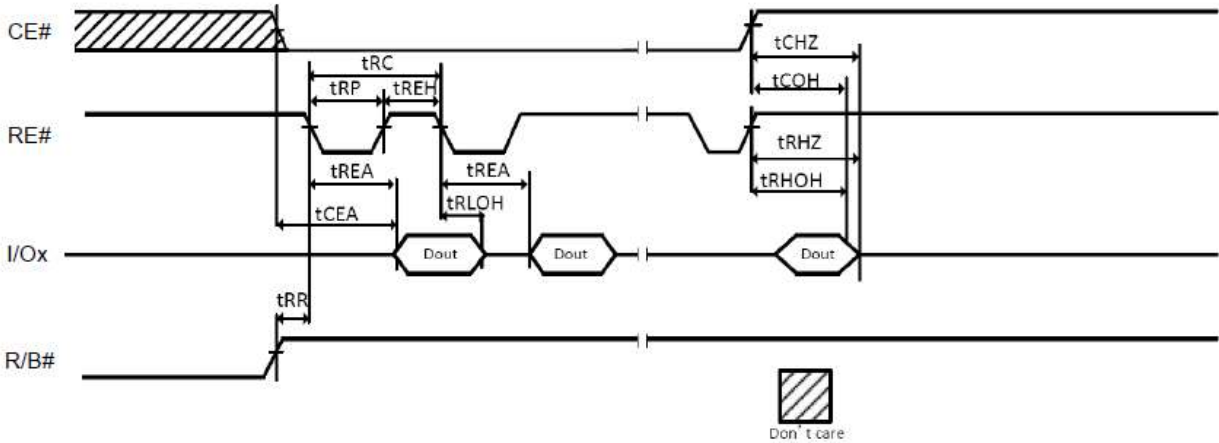 CE#
tRC
tCHZ
tCOH
tRP
tREH
RE#
tRHZ
tREA
tREA
tRHOH
tRLOH
tCEA
I/Ox
Dout
Dout
Dout
tRR
R/B#
Don't care